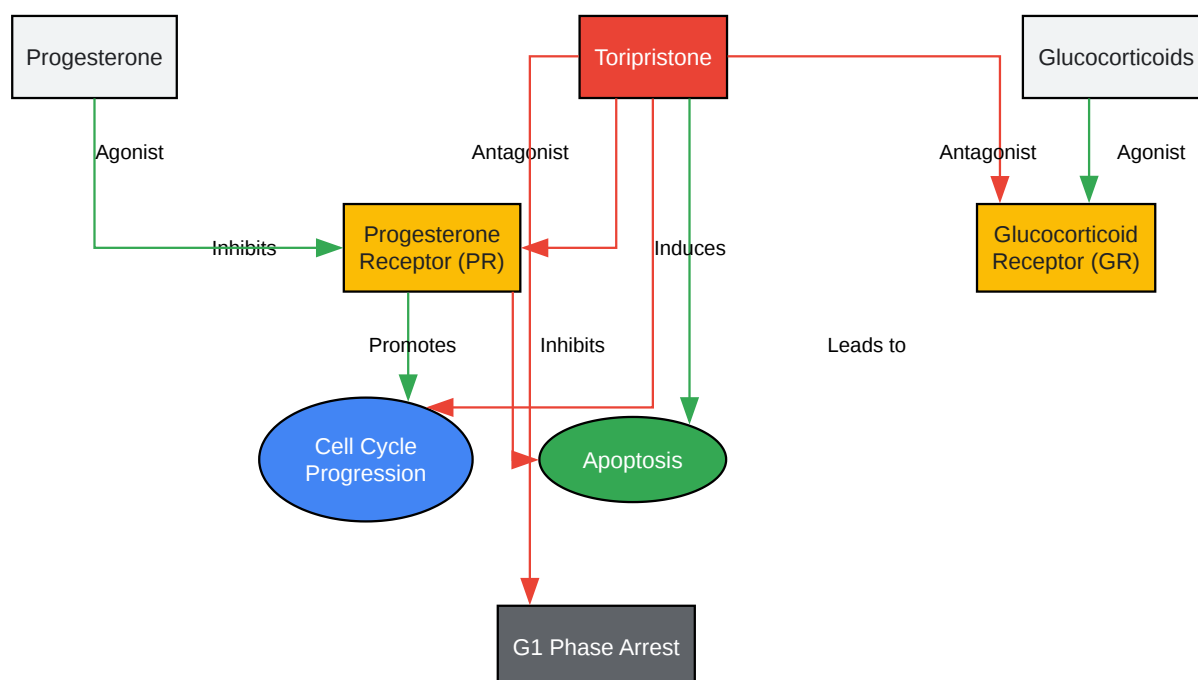 Progesterone
Toripristone
Glucocorticoids
Agonist
Antagonist
Antagonist
Agonist
Progesterone
Receptor (PR)
Glucocorticoid
Receptor (GR)
Inhibits
Induces
Promotes
Inhibits
Leads to
Cell Cycle
Progression
Apoptosis
G1 Phase Arrest